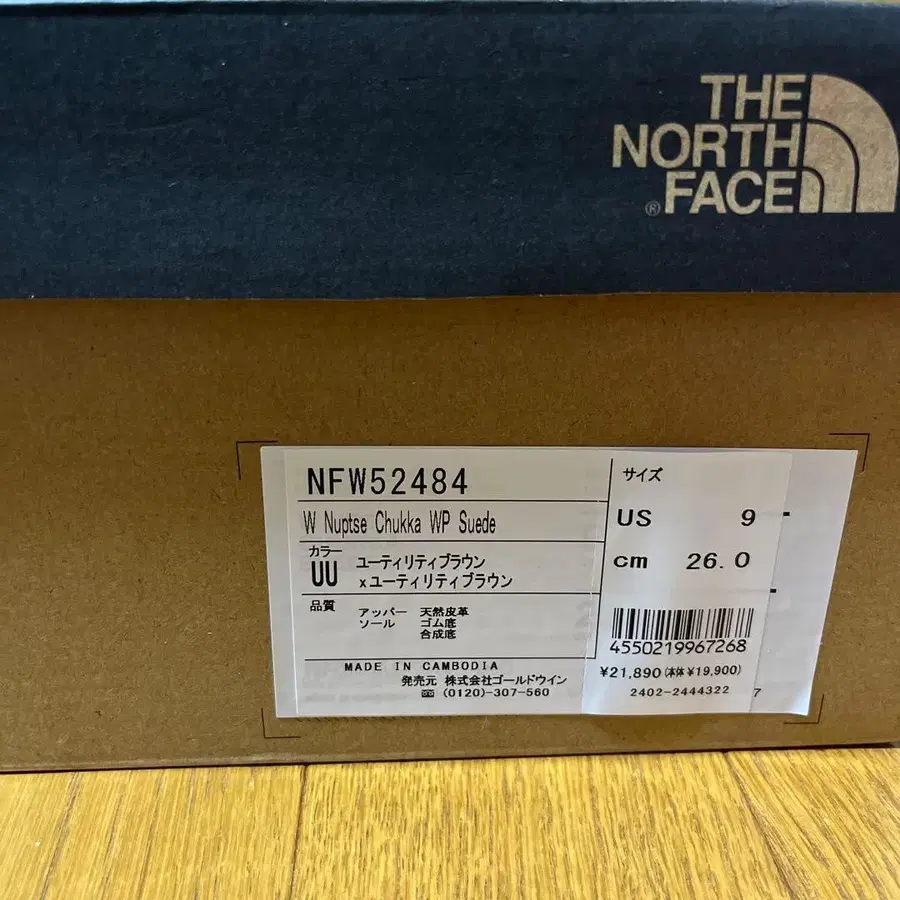 THE
NORTH
FACE
®
NFW52484
W Nuptse Chukka WP Suede
カラー
UU ユーティリティブラウン
xユーティリティブラウン
品質 アッパー 天然皮革
ソール ゴム底
合成底
MADE IN CAMBODIA
発売元 株式会社ゴールドウイン
(0120)-307-560
サイズ
US 9
cm 26.0
4550219967268
¥21,890(本体¥19,900)
2402-2444322
7